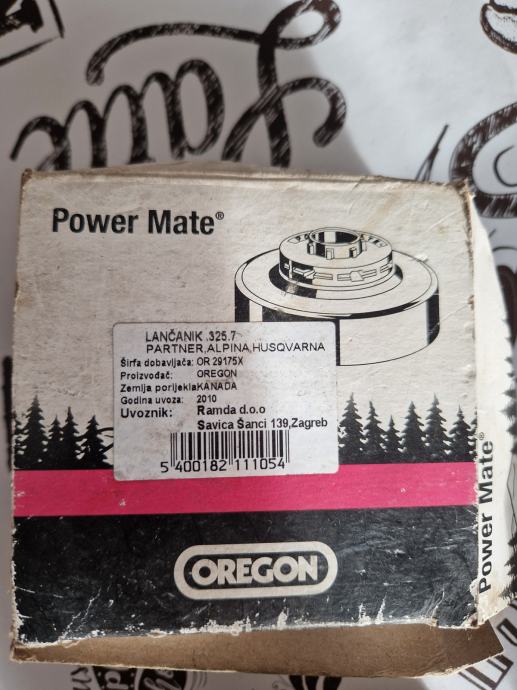 Power Mate®
LANČANIK .325.7
PARTNER,ALPINA,HUSQVARNA
Širfa dobavljača: OR 29175X
Proizvođač: OREGON
Zemlja porijekla KANADA
Godina uvoza: 2010
Uvoznik: Ramda d.o.o
Savica Šanci 139,Zagreb
5 400182 111054
OREGON
Power Mate®